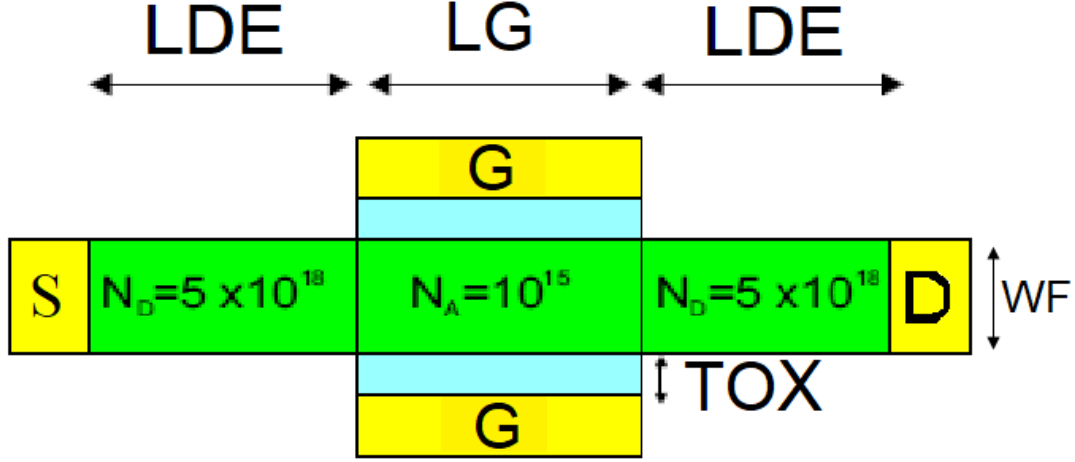 LDE LG LDE
G
S N_D=5 x10^18 N_A=10^15 N_D=5 x10^18 D WF
TOX
G